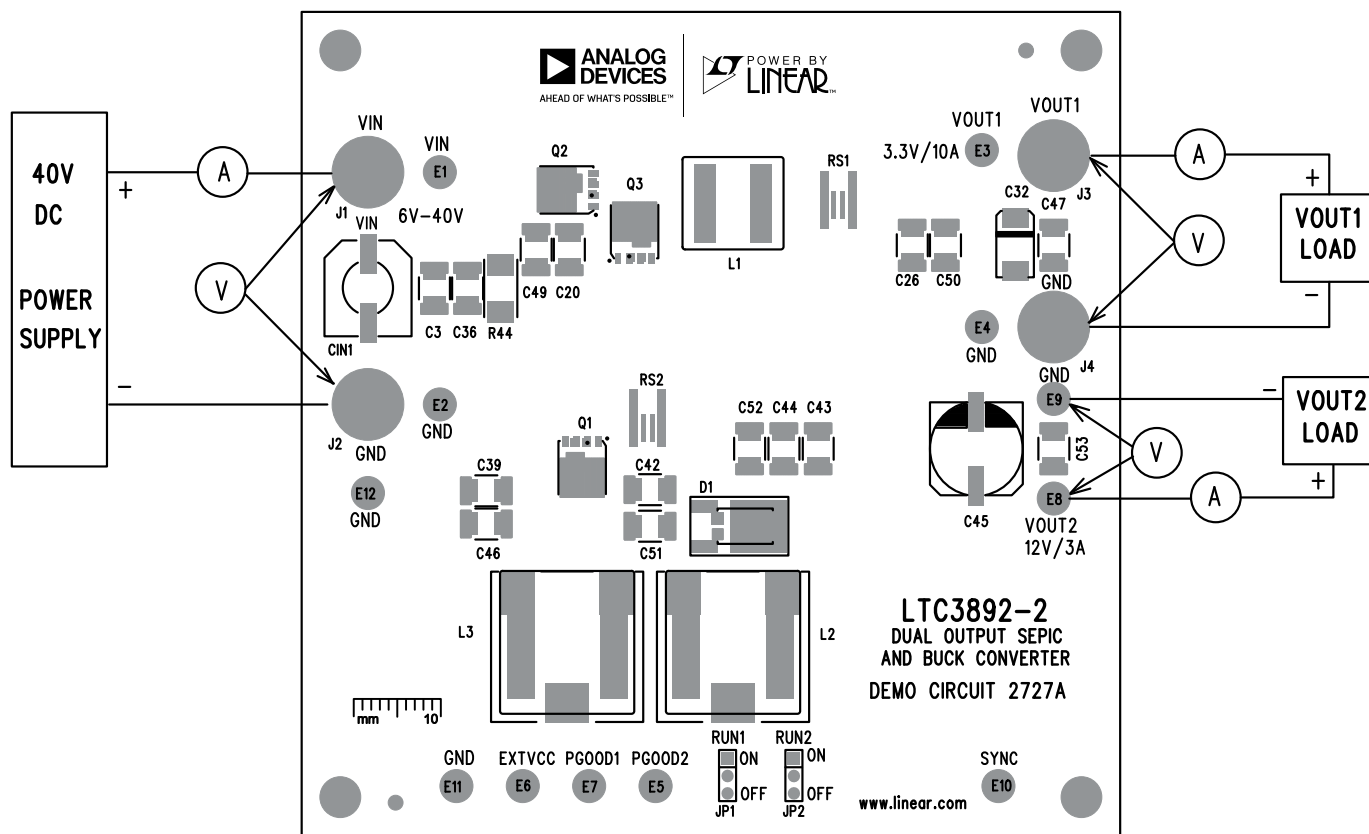 ANALOG
DEVICES
AHEAD OF WHAT'S POSSIBLE™
POWER BY
LINEAR™
40V
DC
POWER
SUPPLY
+
-
A
V
VIN
J1
VIN
E1
6V-40V
VIN
CIN1
C3
C36
R44
C49
C20
Q2
Q3
L1
RS1
VOUT1
E3
3.3V/10A
VOUT1
J3
C32
C47
C26
C50
GND
E4
GND
J4
A
V
+
VOUT1
LOAD
-
J2
GND
E2
GND
E12
GND
C39
C46
Q1
RS2
C42
C51
D1
C52
C44
C43
C45
GND
E9
C53
E8
VOUT2
12V/3A
V
A
-
VOUT2
LOAD
+
L3
L2
LTC3892-2
DUAL OUTPUT SEPIC
AND BUCK CONVERTER
DEMO CIRCUIT 2727A
mm 10
GND
E11
EXTVCC
E6
PGOOD1
E7
PGOOD2
E5
RUN1
ON
OFF
JP1
RUN2
ON
OFF
JP2
SYNC
E10
www.linear.com